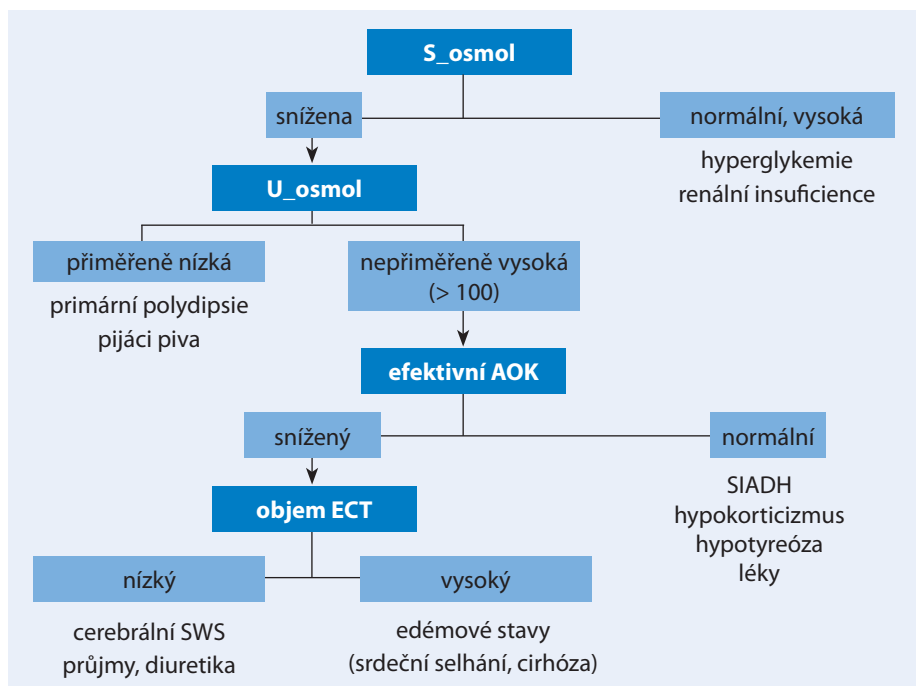 S_osmol
snížena
normální, vysoká
hyperglykemie
renální insuficience
U_osmol
přiměřeně nízká
nepřiměřeně vysoká
(> 100)
primární polydipsie
pijáci piva
efektivní AOK
snížený
normální
SIADH
hypokorticizmus
hypotyreóza
léky
objem ECT
nízký
vysoký
cerebrální SWS
průjmy, diuretika
edémové stavy
(srdeční selhání, cirhóza)